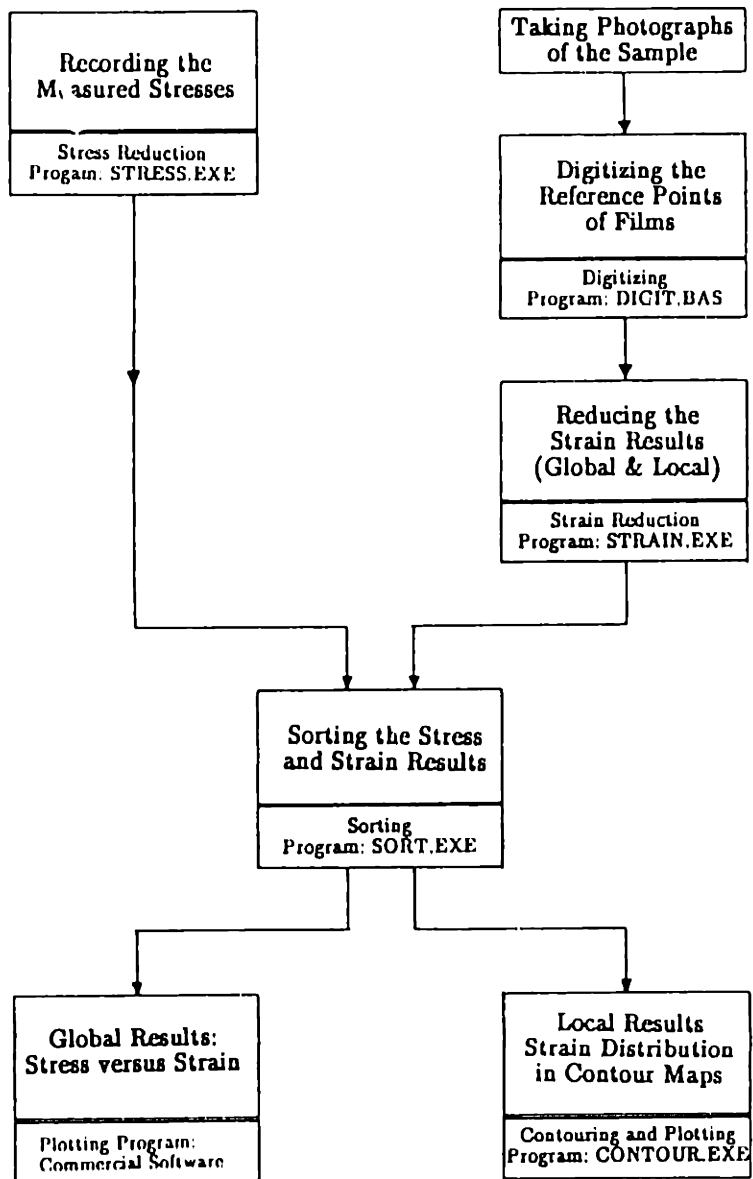 Recording the
Measured Stresses
Stress Reduction
Progam: STRESS.EXE
Taking Photographs
of the Sample
Digitizing the
Reference Points
of Films
Digitizing
Program: DIGIT.BAS
Reducing the
Strain Results
(Global & Local)
Strain Reduction
Program: STRAIN.EXE
Sorting the Stress
and Strain Results
Sorting
Program: SORT.EXE
Global Results:
Stress versus Strain
Plotting Program:
Commercial Software
Local Results
Strain Distribution
in Contour Maps
Contouring and Plotting
Program: CONTOUR.EXE